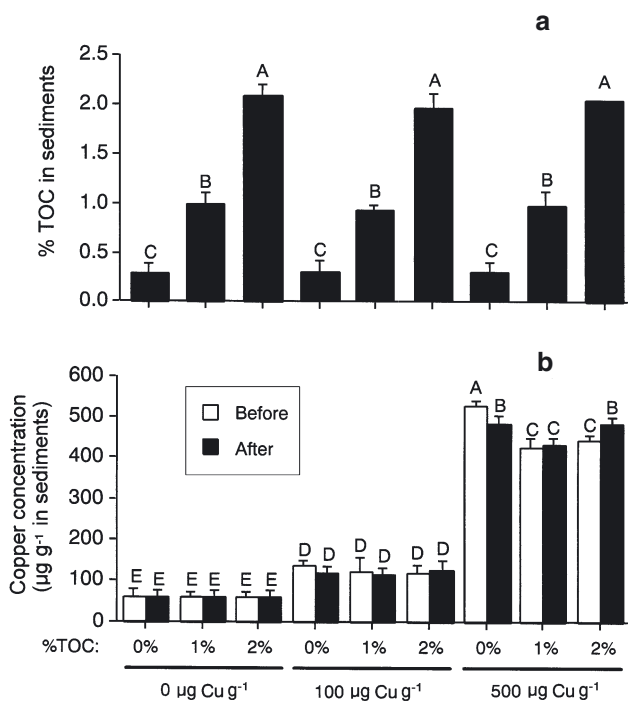 a
% TOC in sediments
2.5
2.0
1.5
1.0
0.5
0.0
C B A C B A C B A
b
Copper concentration
(µg g-1 in sediments)
600
500
400
300
200
100
0
Before
After
E E E E E E D D D D D D A B C C C B
%TOC: 0% 1% 2% 0% 1% 2% 0% 1% 2%
0 µg Cu g-1 100 µg Cu g-1 500 µg Cu g-1